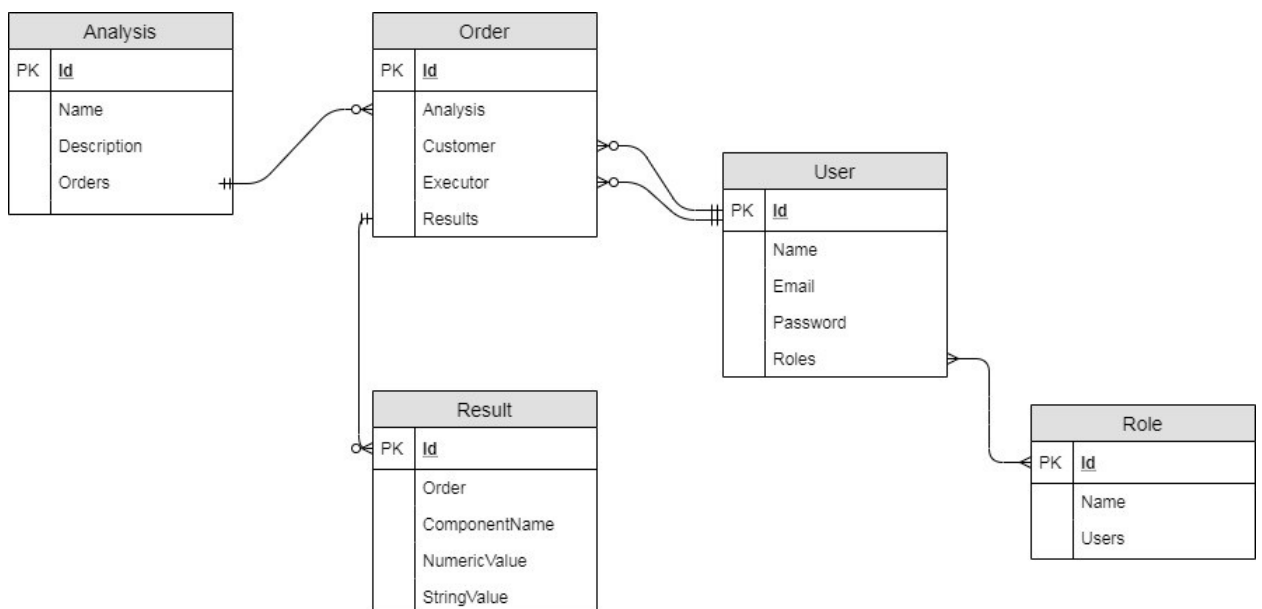 Analysis
PK Id
Name
Description
Orders
Order
PK Id
Analysis
Customer
Executor
Results
User
PK Id
Name
Email
Password
Roles
Result
PK Id
Order
ComponentName
NumericValue
StringValue
Role
PK Id
Name
Users